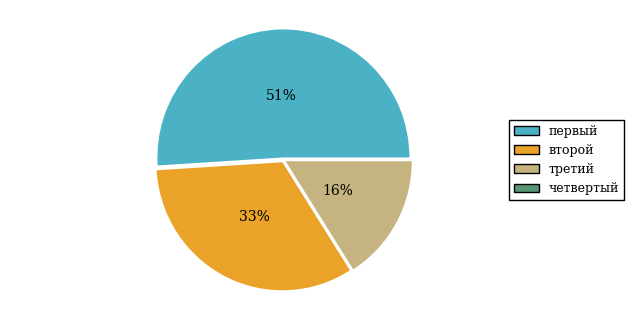 51%
33%
16%
первый
второй
третий
четвертый